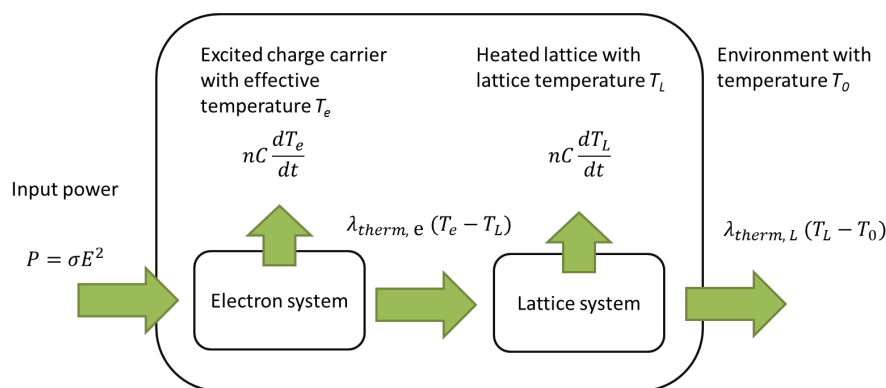 Excited charge carrier
with effective
temperature Tₑ
Heated lattice with
lattice temperature T_L
Environment with
temperature T₀
nC dTₑ/dt
nC dT_L/dt
Input power
λ_therm, e (Tₑ − T_L)
λ_therm, L (T_L − T₀)
P = σE²
Electron system
Lattice system